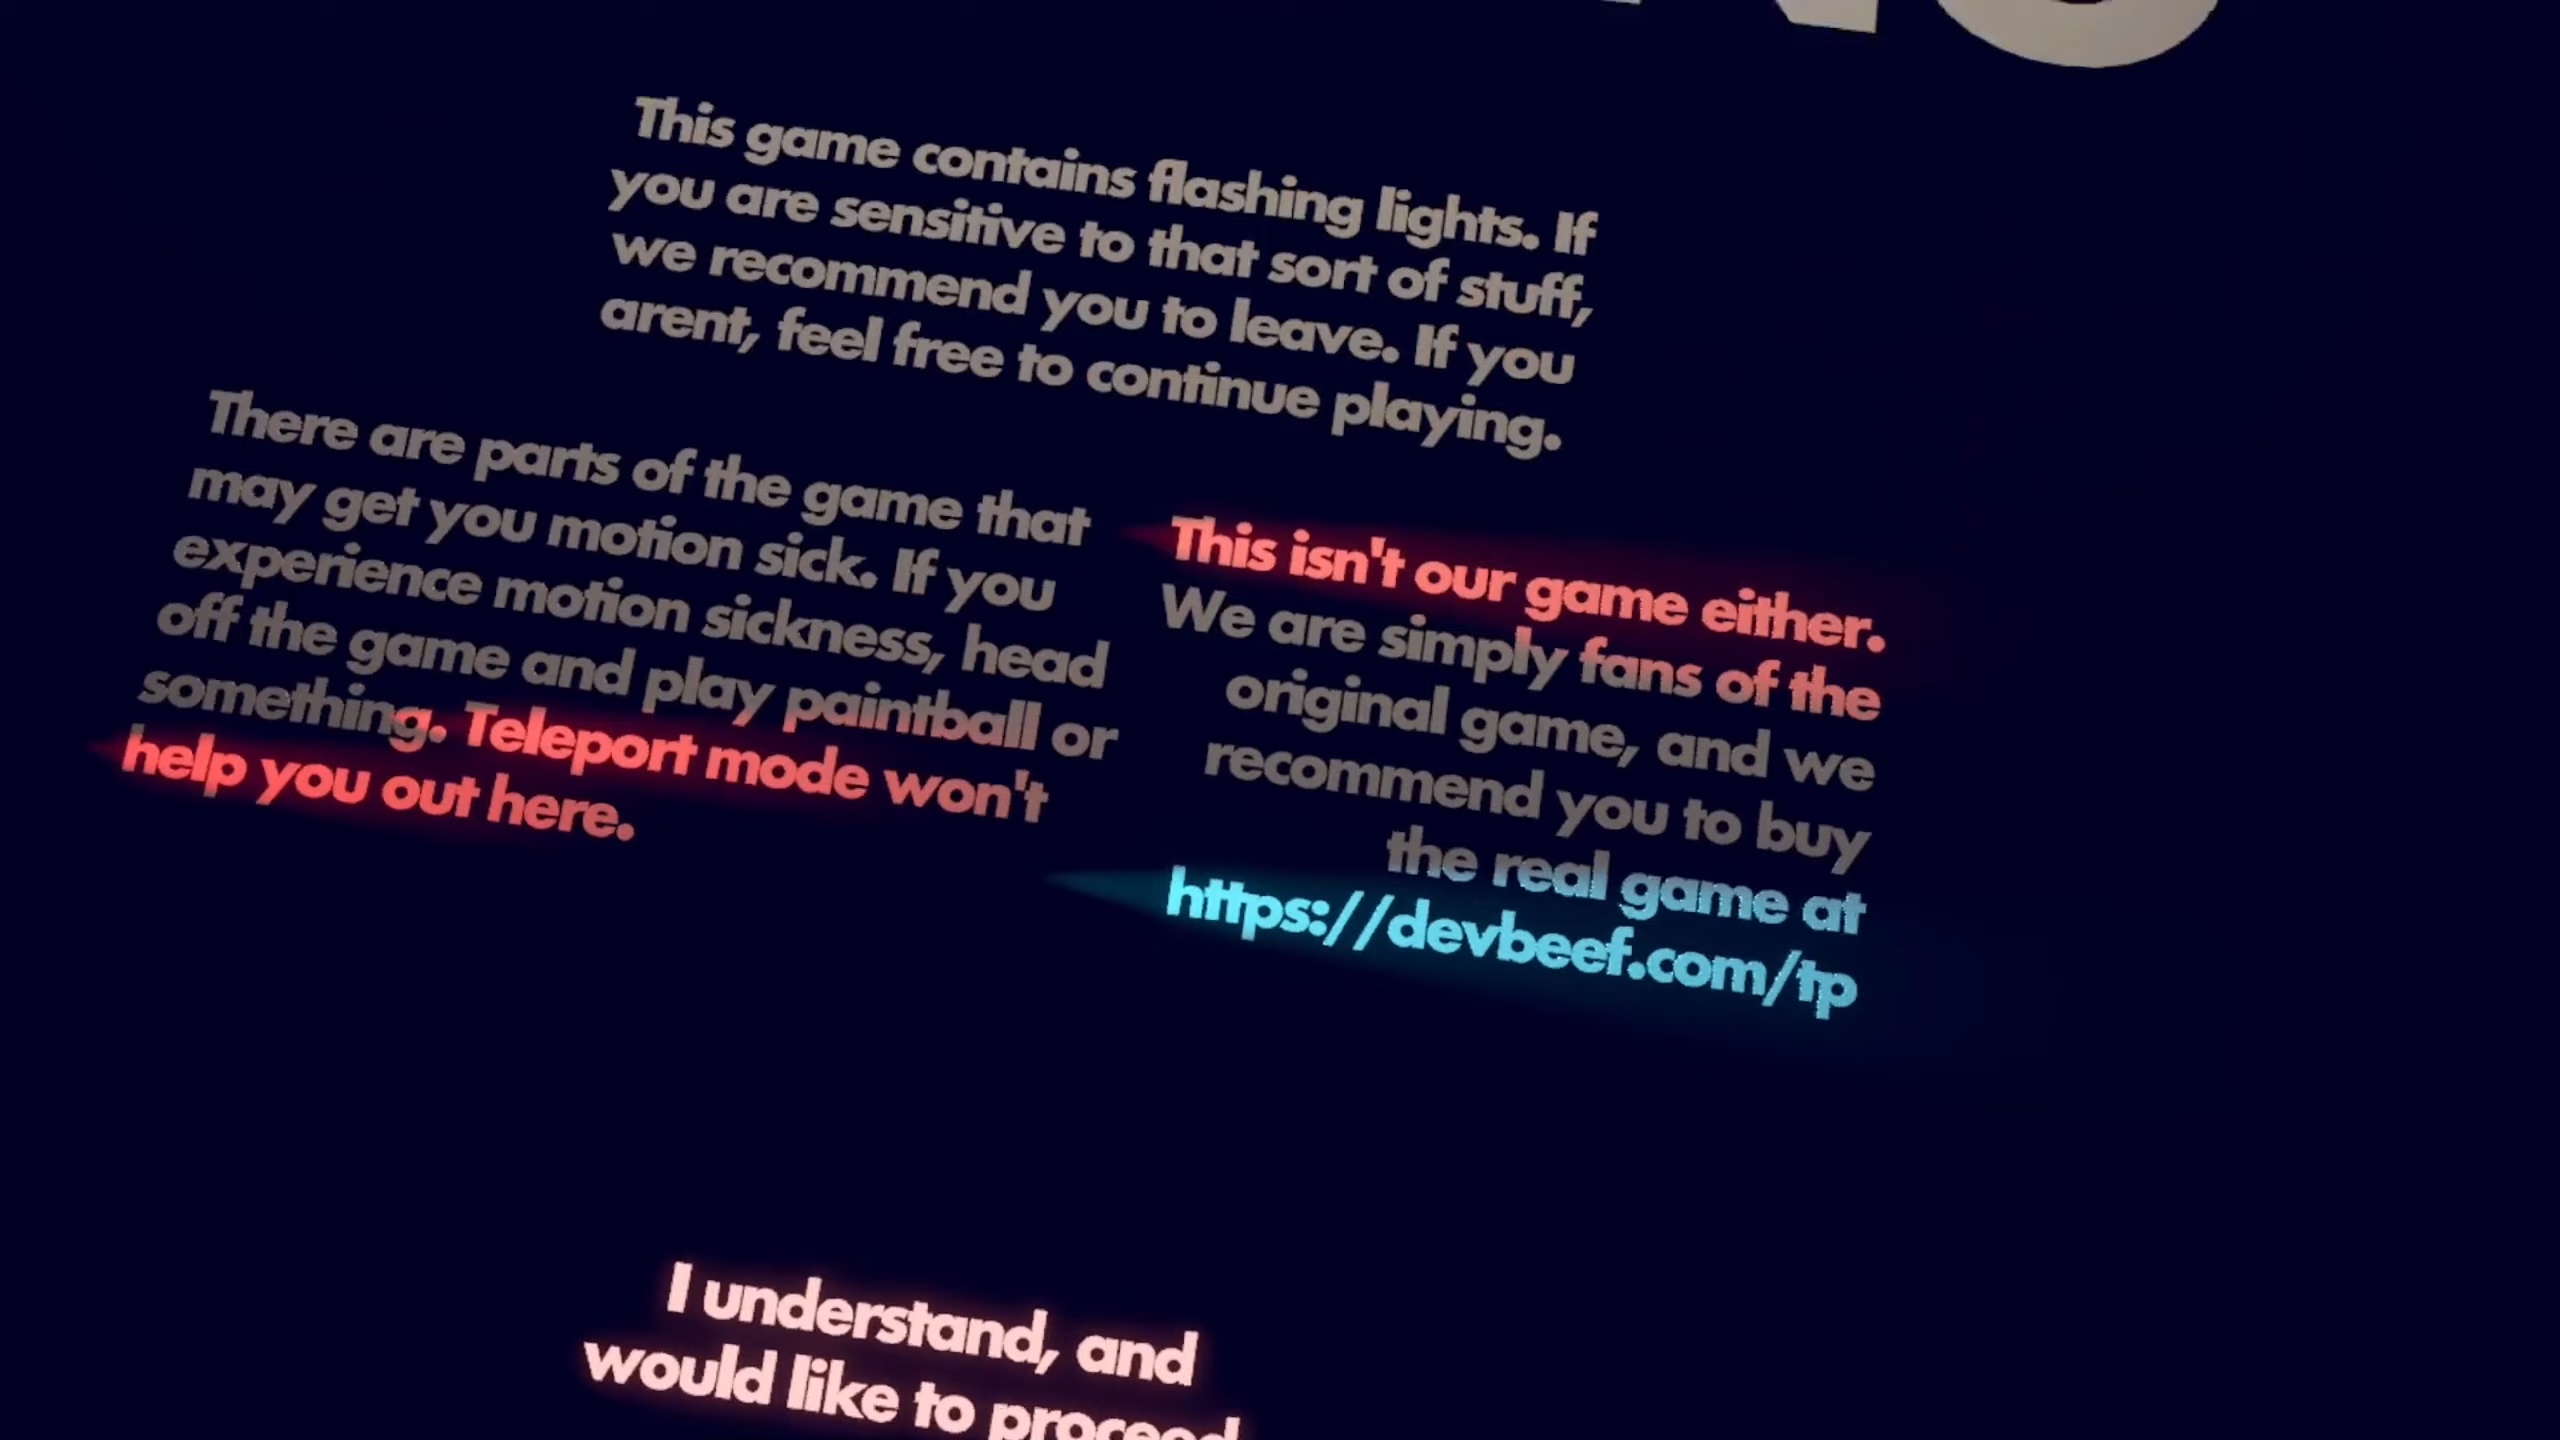 This game contains flashing lights. If
you are sensitive to that sort of stuff,
we recommend you to leave. If you
arent, feel free to continue playing.
There are parts of the game that
may get you motion sick. If you
experience motion sickness, head
off the game and play paintball or
something. Teleport mode won't
help you out here.
This isn't our game either.
We are simply fans of the
original game, and we
recommend you to buy
the real game at
https://devbeef.com/tp
I understand, and
would like to proceed